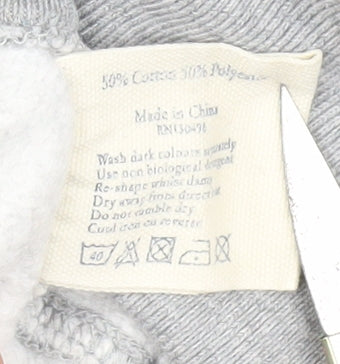 50% Cotton 50% Polyester
Made in China
Wash dark colours separately
Use non biological detergent
Re-shape whilst damp
Dry away from direct
Do not tumble dry
Cool iron on reverse
40